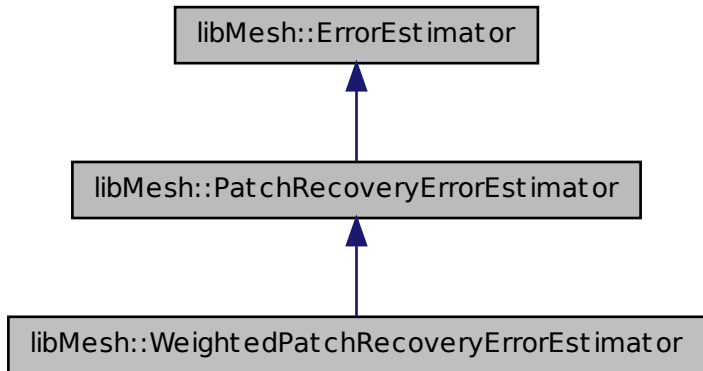 libMesh::ErrorEstimator
libMesh::PatchRecoveryErrorEstimator
libMesh::WeightedPatchRecoveryErrorEstimator